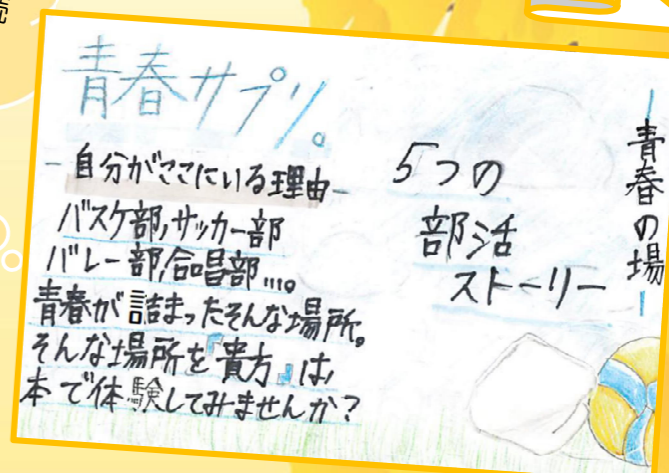 読
青春サプリ。
-自分がここにいる理由-
バスケ部,サッカー部
バレー部,合唱部…。
青春が詰まったそんな場所。
そんな場所を『貴方』は,
本で体験してみませんか?
5つの
部活
ストーリー
-青春の場-